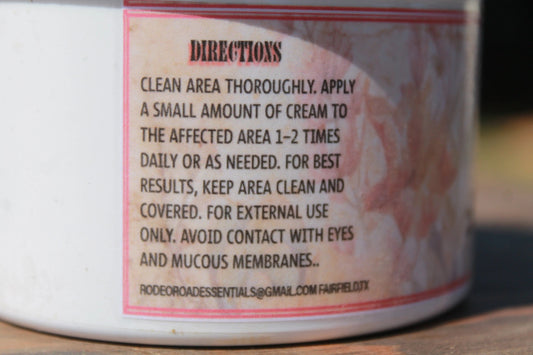 DIRECTIONS
CLEAN AREA THOROUGHLY. APPLY
A SMALL AMOUNT OF CREAM TO
THE AFFECTED AREA 1-2 TIMES
DAILY OR AS NEEDED. FOR BEST
RESULTS, KEEP AREA CLEAN AND
COVERED. FOR EXTERNAL USE
ONLY. AVOID CONTACT WITH EYES
AND MUCOUS MEMBRANES..
RODEOROADESSENTIALS@GMAIL.COM FAIRFIELD,TX